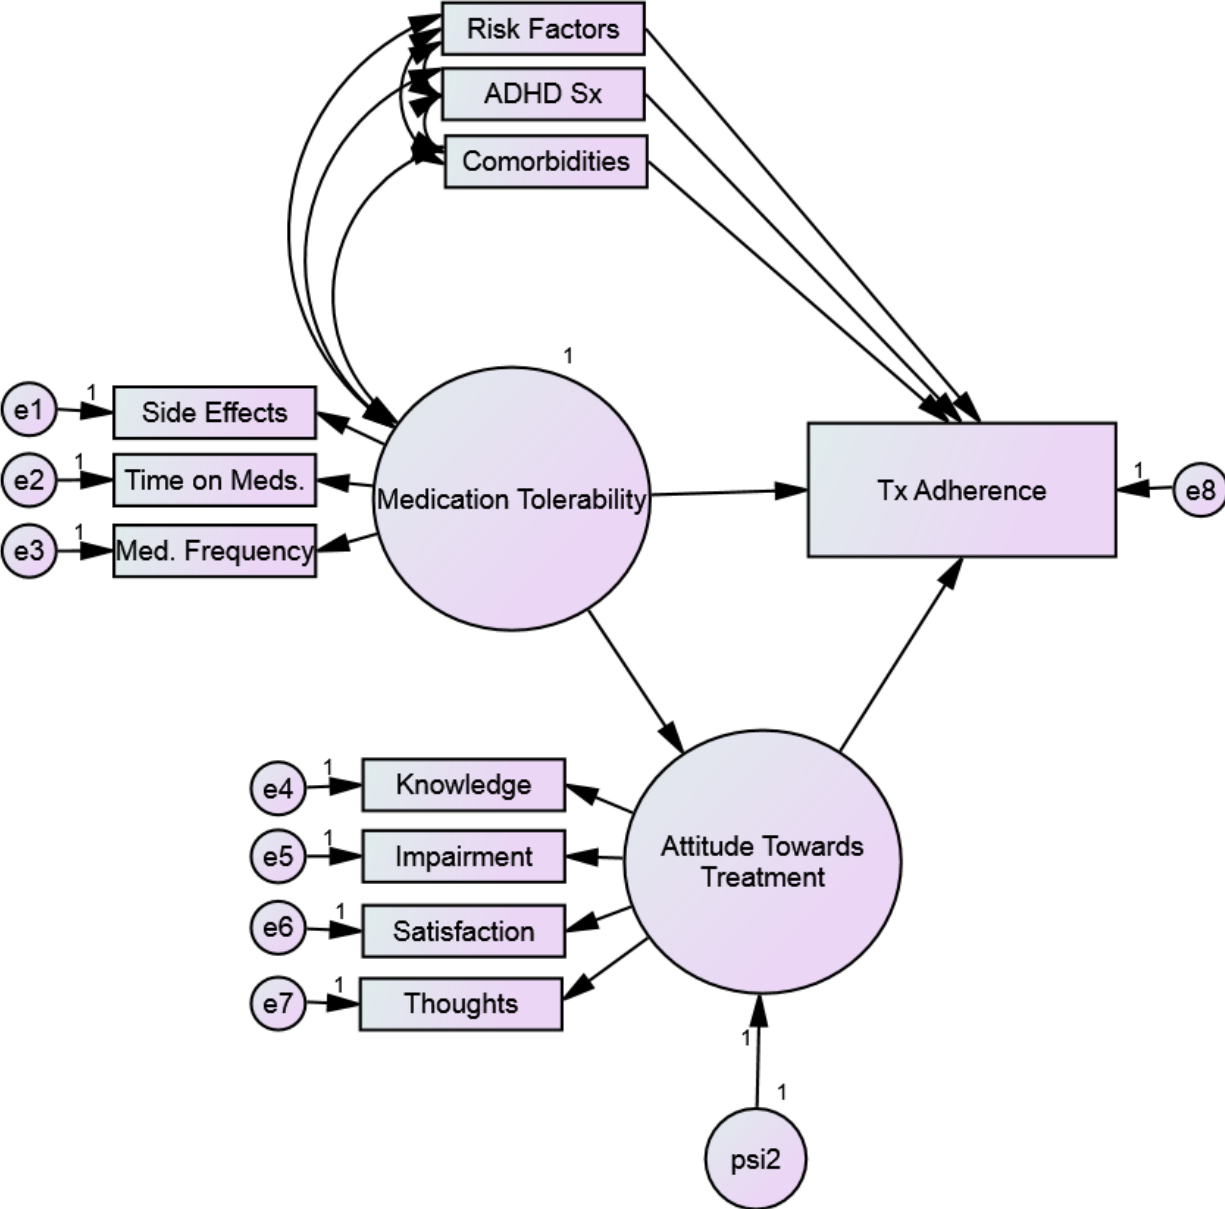 Risk Factors
ADHD Sx
Comorbidities
1
e1
1
Side Effects
e2
1
Time on Meds.
e3
1
Med. Frequency
Medication Tolerability
Tx Adherence
1
e8
e4
1
Knowledge
e5
1
Impairment
e6
1
Satisfaction
e7
1
Thoughts
Attitude Towards
Treatment
1
1
psi2